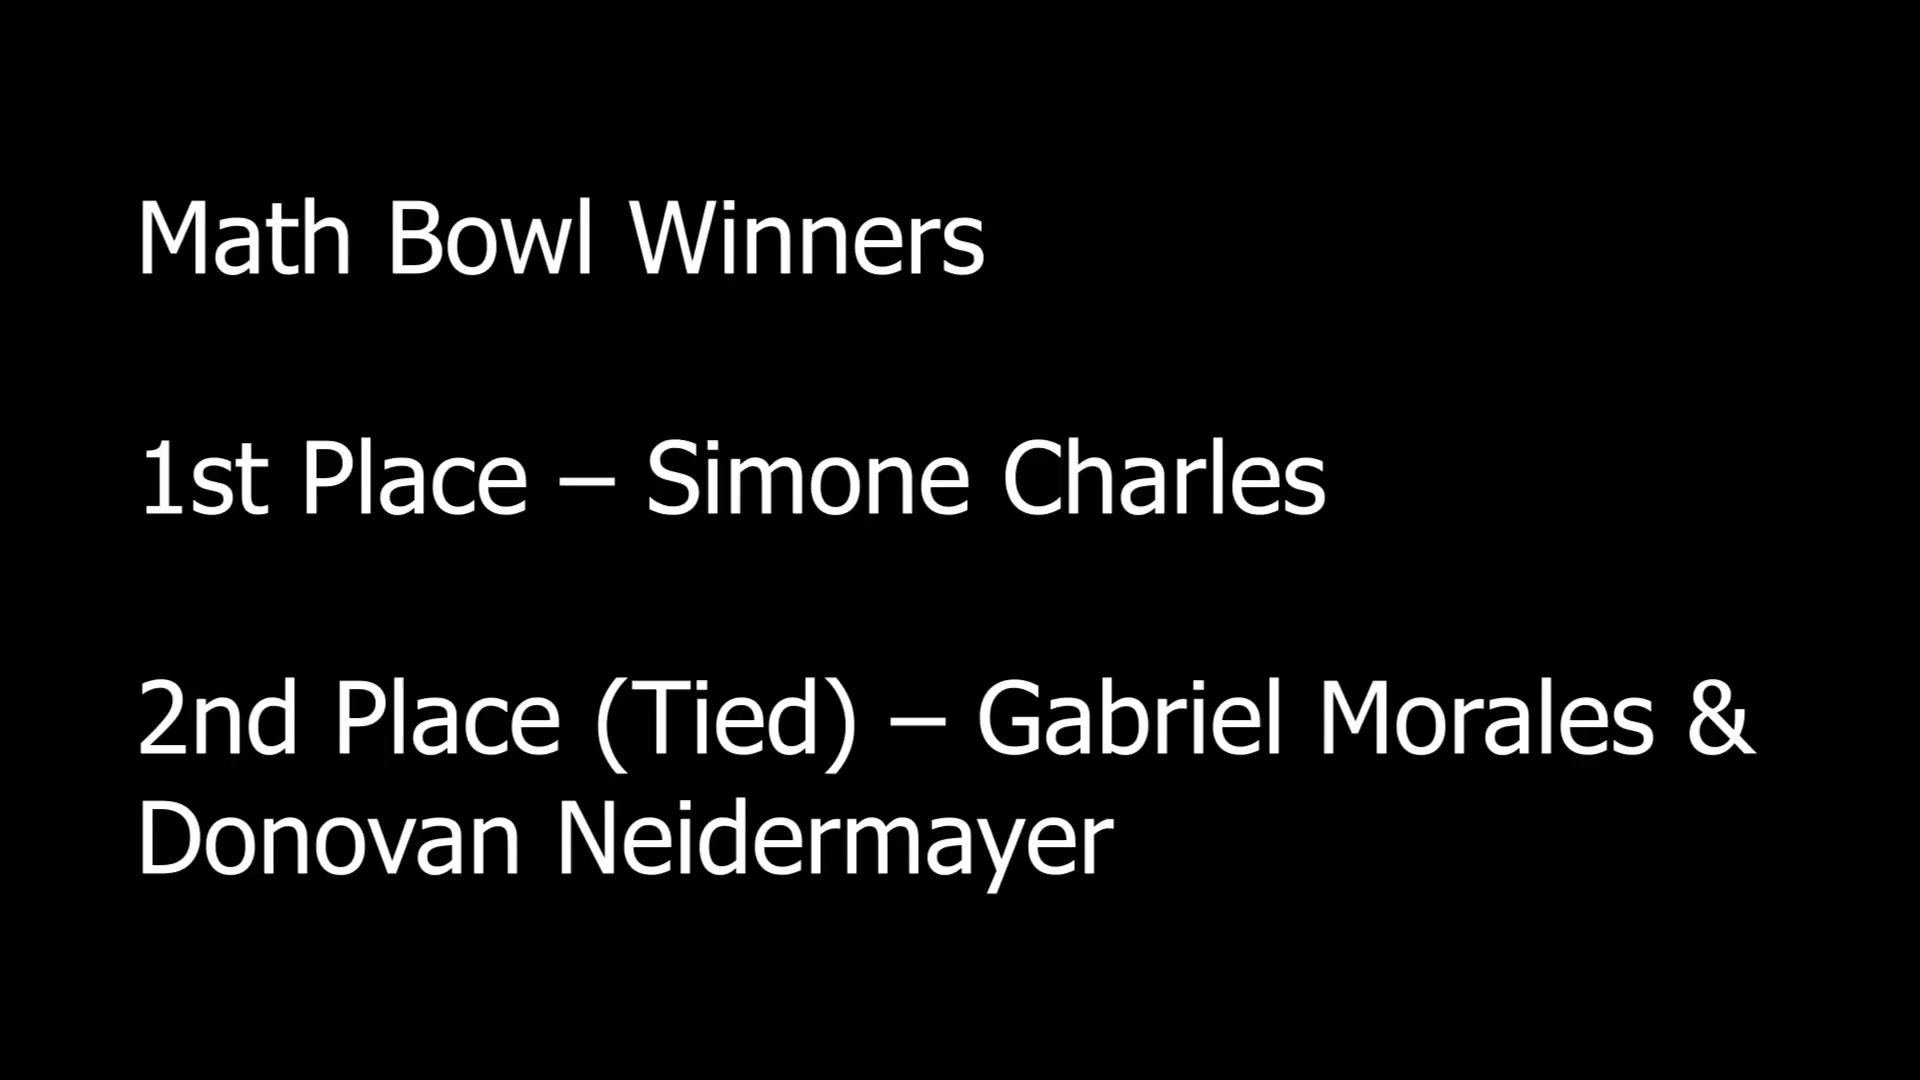 Math Bowl Winners
1st Place – Simone Charles
2nd Place (Tied) – Gabriel Morales &
Donovan Neidermayer